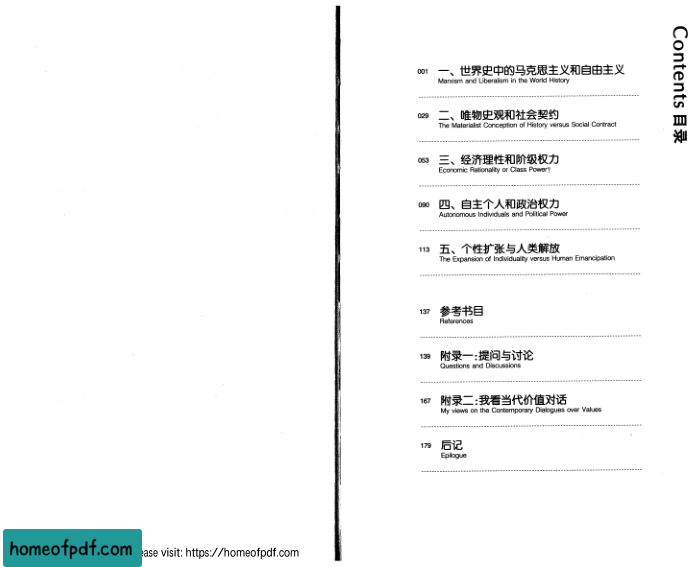 Contents 目录
001 一、世界史中的马克思主义和自由主义
Marxism and Liberalism in the World History
029 二、唯物史观和社会契约
The Materialist Conception of History versus Social Contract
053 三、经济理性和阶级权力
Economic Rationality or Class Power?
090 四、自主个人和政治权力
Autonomous Individuals and Political Power
113 五、个性扩张与人类解放
The Expansion of Individuality versus Human Emancipation
137 参考书目
References
139 附录一:提问与讨论
Questions and Discussions
167 附录二:我看当代价值对话
My views on the Contemporary Dialogues over Values
179 后记
Epilogue
homeofpdf.com
ease visit: https://homeofpdf.com